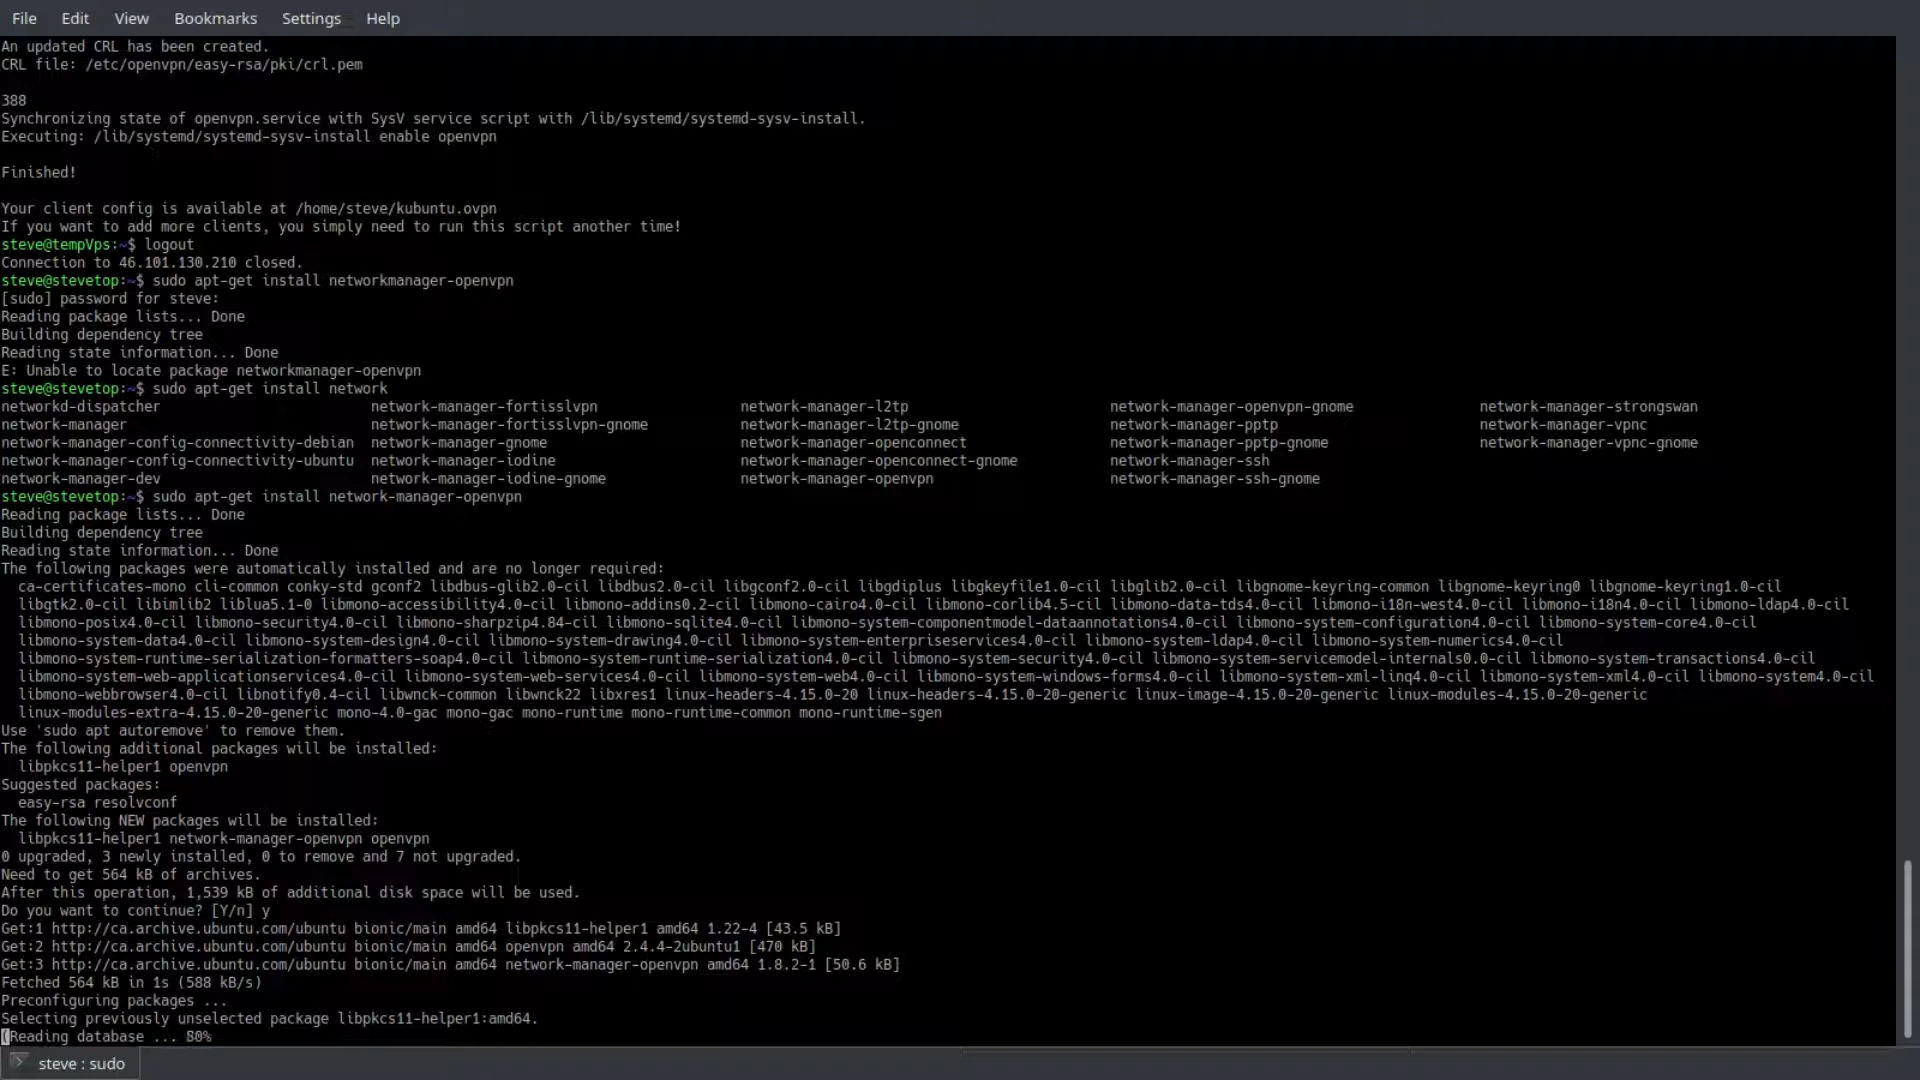 File Edit View Bookmarks Settings Help
An updated CRL has been created.
CRL file: /etc/openvpn/easy-rsa/pki/crl.pem
388
Synchronizing state of openvpn.service with SysV service script with /lib/systemd/systemd-sysv-install.
Executing: /lib/systemd/systemd-sysv-install enable openvpn
Finished!
Your client config is available at /home/steve/kubuntu.ovpn
If you want to add more clients, you simply need to run this script another time!
steve@tempVps:~$ logout
Connection to 46.101.130.210 closed.
steve@stevetop:~$ sudo apt-get install networkmanager-openvpn
[sudo] password for steve:
Reading package lists... Done
Building dependency tree
Reading state information... Done
E: Unable to locate package networkmanager-openvpn
steve@stevetop:~$ sudo apt-get install network
networkd-dispatcher network-manager-fortisslvpn network-manager-l2tp network-manager-openvpn-gnome network-manager-strongswan
network-manager network-manager-fortisslvpn-gnome network-manager-l2tp-gnome network-manager-pptp network-manager-vpnc
network-manager-config-connectivity-debian network-manager-gnome network-manager-openconnect network-manager-pptp-gnome network-manager-vpnc-gnome
network-manager-config-connectivity-ubuntu network-manager-iodine network-manager-openconnect-gnome network-manager-ssh
network-manager-dev network-manager-iodine-gnome network-manager-openvpn network-manager-ssh-gnome
steve@stevetop:~$ sudo apt-get install network-manager-openvpn
Reading package lists... Done
Building dependency tree
Reading state information... Done
The following packages were automatically installed and are no longer required:
ca-certificates-mono cli-common conky-std gconf2 libdbus-glib2.0-cil libdbus2.0-cil libgconf2.0-cil libgdiplus libgkeyfile1.0-cil libglib2.0-cil libgnome-keyring-common libgnome-keyring0 libgnome-keyring1.0-cil
libgtk2.0-cil libimlib2 liblua5.1-0 libmono-accessibility4.0-cil libmono-addins0.2-cil libmono-cairo4.0-cil libmono-corlib4.5-cil libmono-data-tds4.0-cil libmono-i18n-west4.0-cil libmono-i18n4.0-cil libmono-ldap4.0-cil
libmono-posix4.0-cil libmono-security4.0-cil libmono-sharpzip4.84-cil libmono-sqlite4.0-cil libmono-system-componentmodel-dataannotations4.0-cil libmono-system-configuration4.0-cil libmono-system-core4.0-cil
libmono-system-data4.0-cil libmono-system-design4.0-cil libmono-system-drawing4.0-cil libmono-system-enterpriseservices4.0-cil libmono-system-ldap4.0-cil libmono-system-numerics4.0-cil
libmono-system-runtime-serialization-formatters-soap4.0-cil libmono-system-runtime-serialization4.0-cil libmono-system-security4.0-cil libmono-system-servicemodel-internals0.0-cil libmono-system-transactions4.0-cil
libmono-system-web-applicationservices4.0-cil libmono-system-web-services4.0-cil libmono-system-web4.0-cil libmono-system-windows-forms4.0-cil libmono-system-xml-linq4.0-cil libmono-system-xml4.0-cil libmono-system4.0-cil
libmono-webbrowser4.0-cil libnotify0.4-cil libwnck-common libwnck22 libxres1 linux-headers-4.15.0-20 linux-headers-4.15.0-20-generic linux-image-4.15.0-20-generic linux-modules-4.15.0-20-generic
linux-modules-extra-4.15.0-20-generic mono-4.0-gac mono-gac mono-runtime mono-runtime-common mono-runtime-sgen
Use 'sudo apt autoremove' to remove them.
The following additional packages will be installed:
libpkcs11-helper1 openvpn
Suggested packages:
easy-rsa resolvconf
The following NEW packages will be installed:
libpkcs11-helper1 network-manager-openvpn openvpn
0 upgraded, 3 newly installed, 0 to remove and 7 not upgraded.
Need to get 564 kB of archives.
After this operation, 1,539 kB of additional disk space will be used.
Do you want to continue? [Y/n] y
Get:1 http://ca.archive.ubuntu.com/ubuntu bionic/main amd64 libpkcs11-helper1 amd64 1.22-4 [43.5 kB]
Get:2 http://ca.archive.ubuntu.com/ubuntu bionic/main amd64 openvpn amd64 2.4.4-2ubuntu1 [470 kB]
Get:3 http://ca.archive.ubuntu.com/ubuntu bionic/main amd64 network-manager-openvpn amd64 1.8.2-1 [50.6 kB]
Fetched 564 kB in 1s (588 kB/s)
Preconfiguring packages ...
Selecting previously unselected package libpkcs11-helper1:amd64.
(Reading database ... 80%
steve : sudo